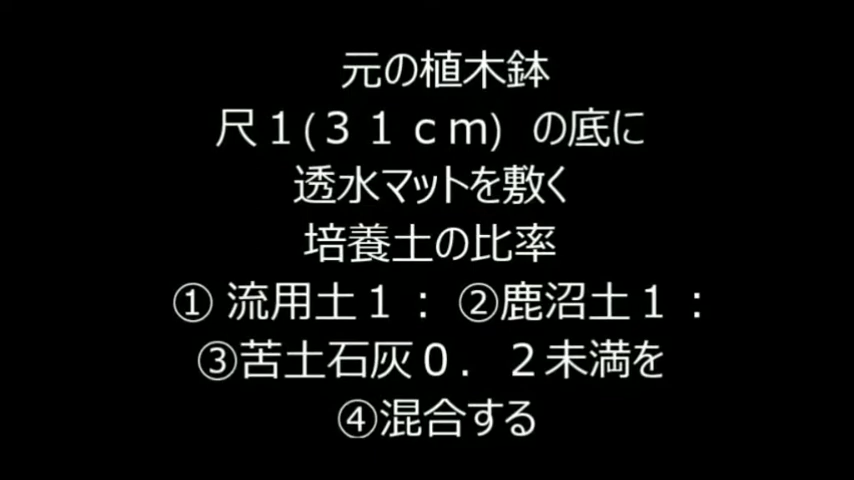 元の植木鉢
尺１(３１ｃｍ) の底に
透水マットを敷く
培養土の比率
① 流用土１： ②鹿沼土１：
③苦土石灰０．２未満を
④混合する